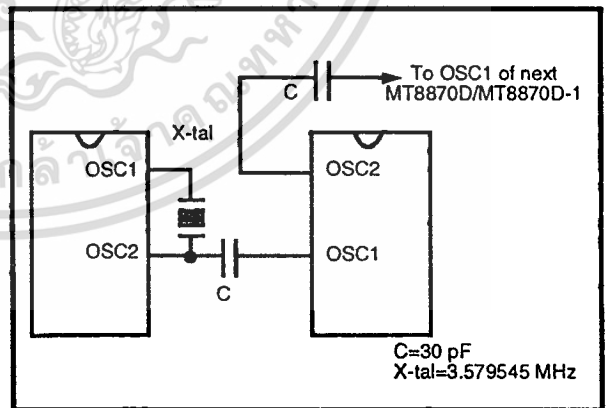 To OSC1 of next
MT8870D/MT8870D-1
C
X-tal
OSC1
OSC2
OSC2
OSC1
C
C=30 pF
X-tal=3.579545 MHz